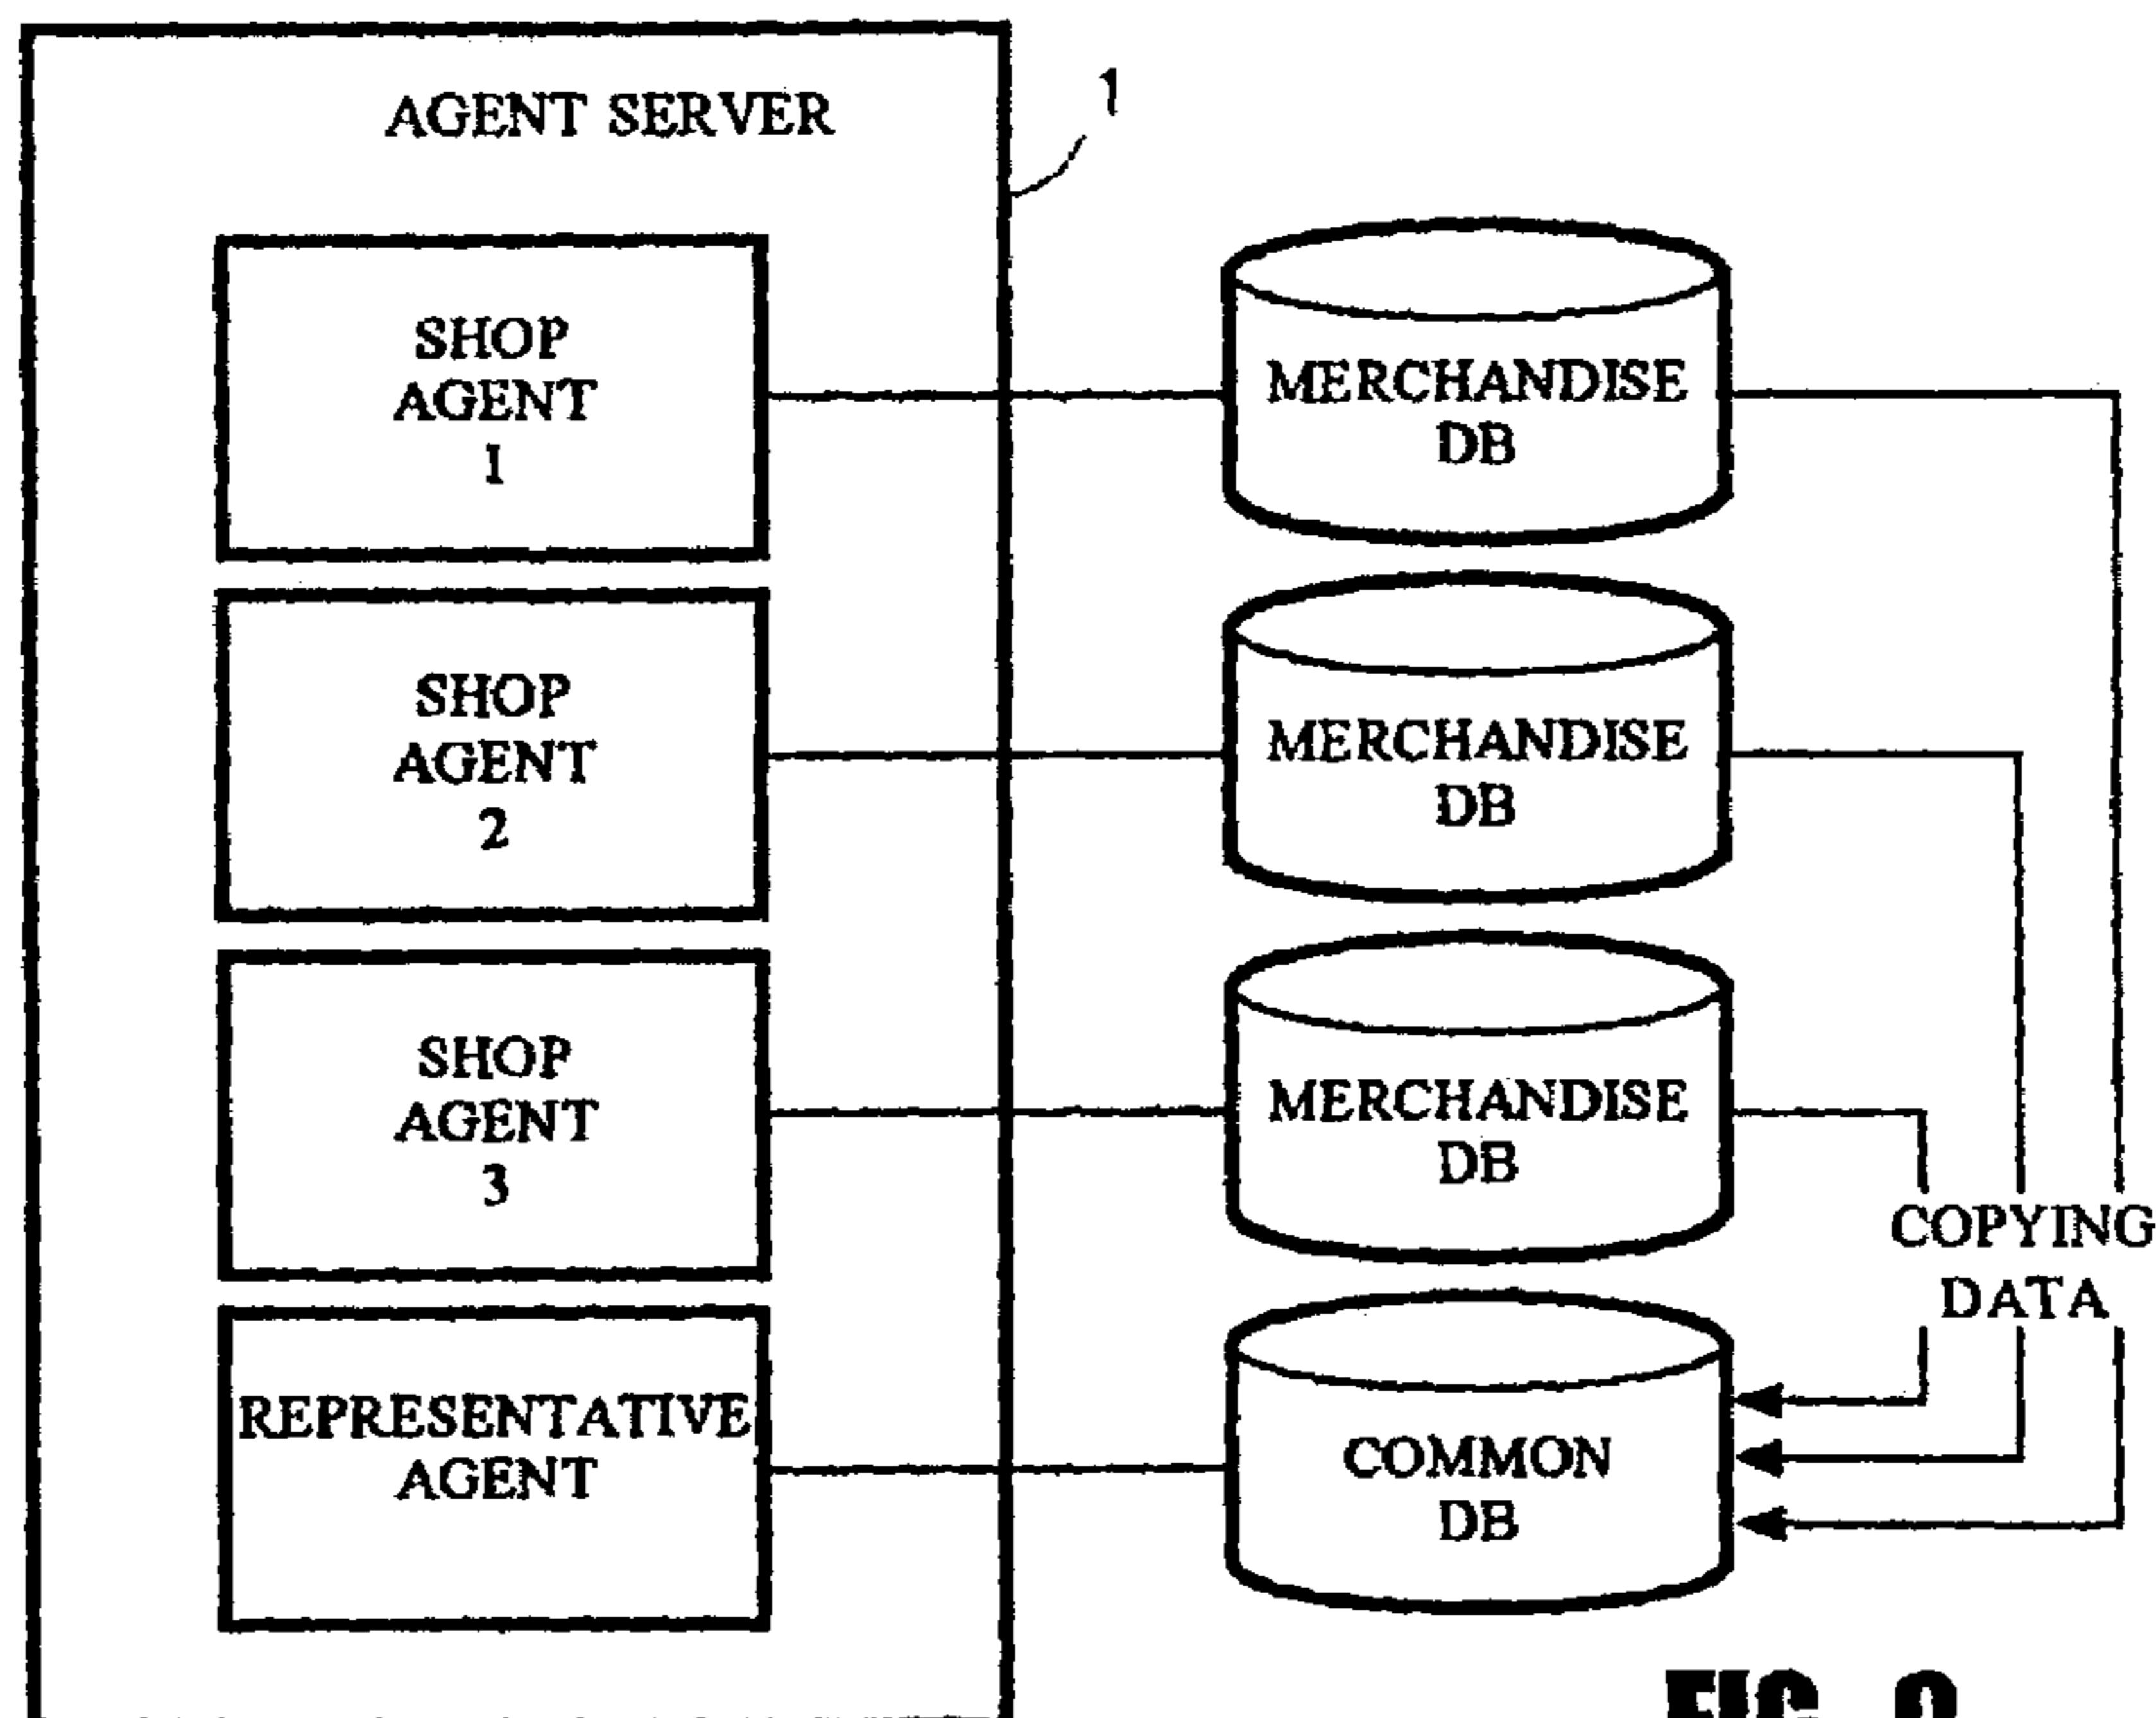 AGENT SERVER
1
SHOP
AGENT
1
MERCHANDISE
DB
SHOP
AGENT
2
MERCHANDISE
DB
SHOP
AGENT
3
MERCHANDISE
DB
COPYING
DATA
REPRESENTATIVE
AGENT
COMMON
DB
FIG.